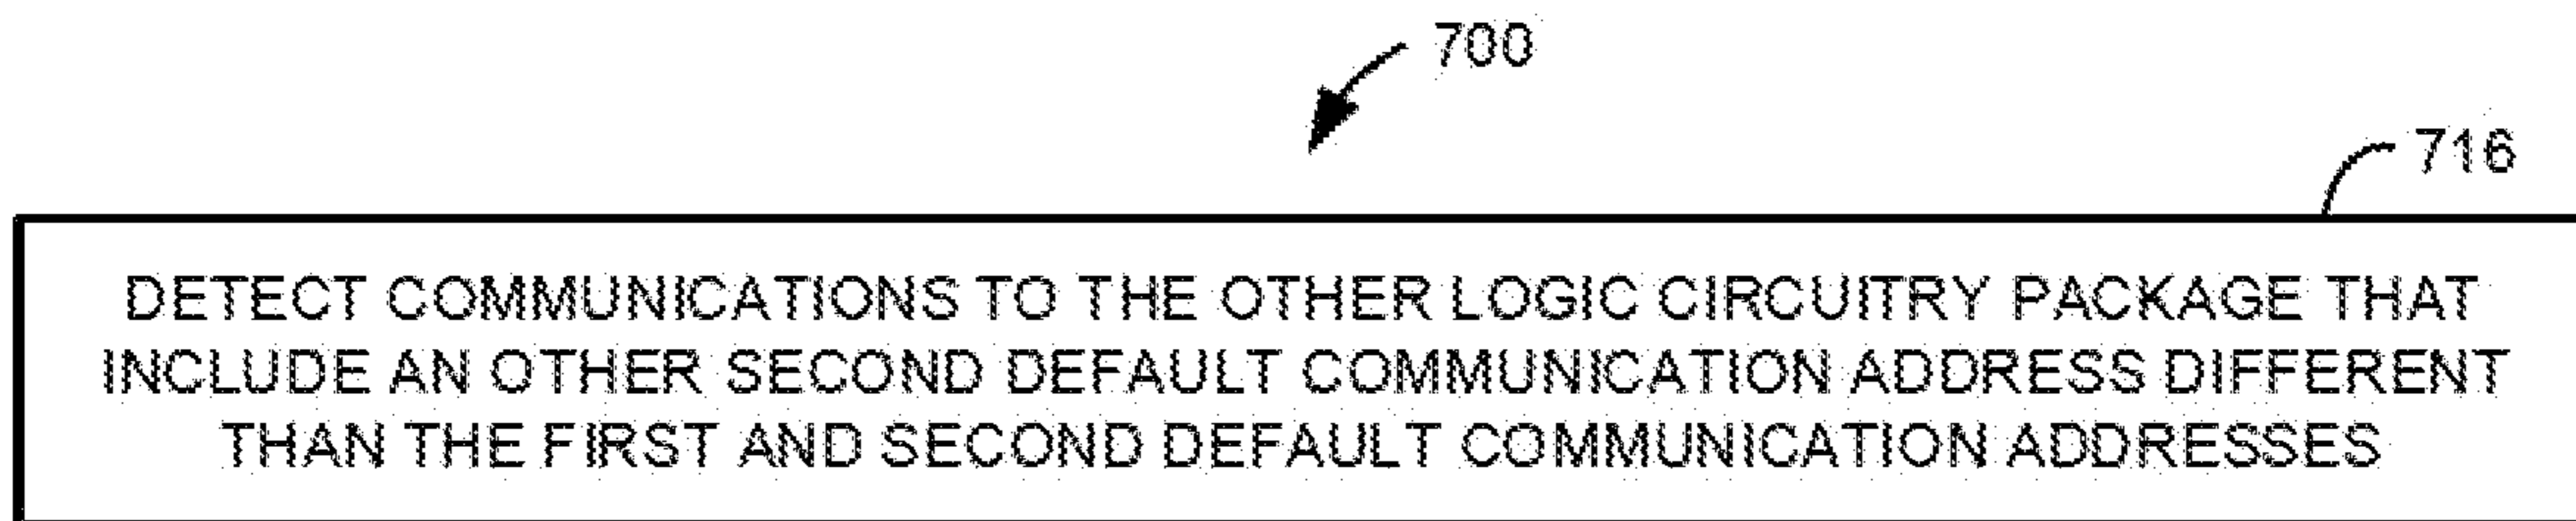 700
716
DETECT COMMUNICATIONS TO THE OTHER LOGIC CIRCUITRY PACKAGE THAT
INCLUDE AN OTHER SECOND DEFAULT COMMUNICATION ADDRESS DIFFERENT
THAN THE FIRST AND SECOND DEFAULT COMMUNICATION ADDRESSES